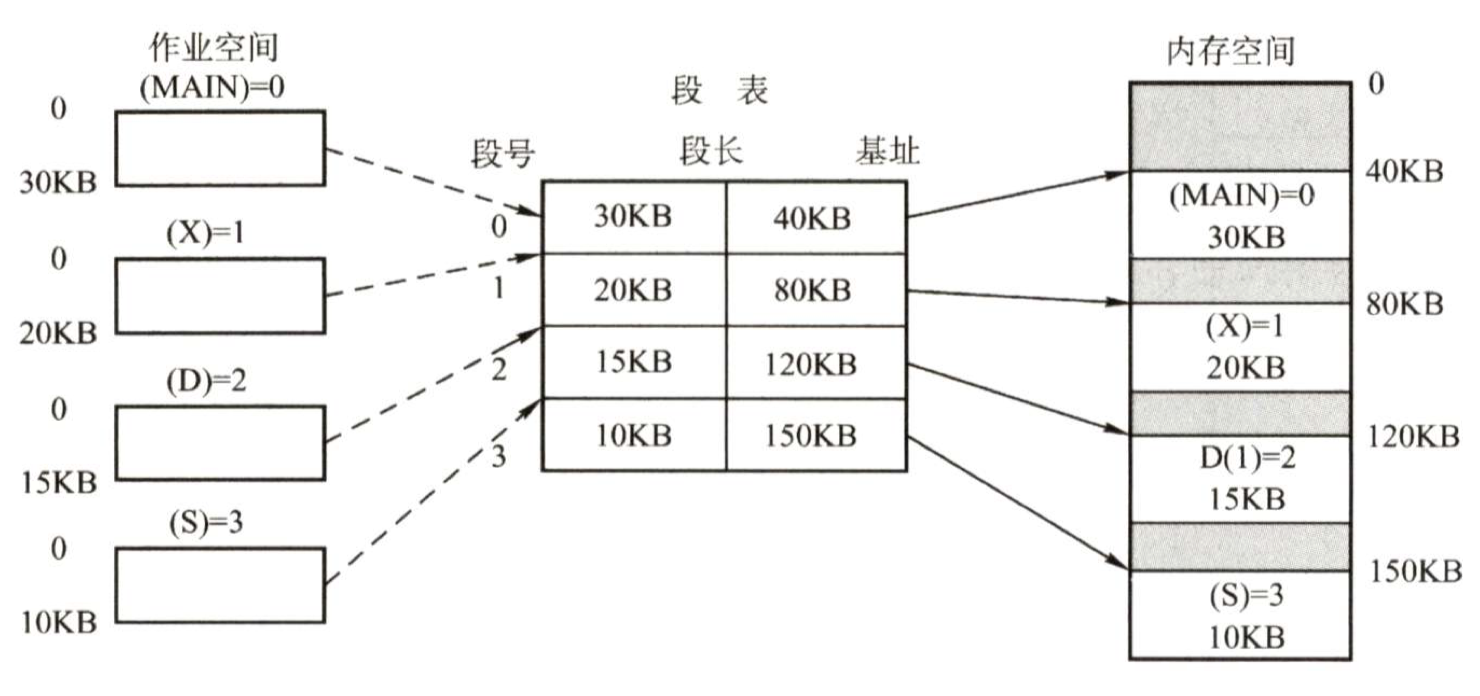 作业空间
(MAIN)=0
0
30KB
(X)=1
0
20KB
(D)=2
0
15KB
(S)=3
0
10KB
段 表
段号 段长 基址
0 30KB 40KB
1 20KB 80KB
2 15KB 120KB
3 10KB 150KB
内存空间
0
40KB
(MAIN)=0
30KB
80KB
(X)=1
20KB
120KB
D(1)=2
15KB
150KB
(S)=3
10KB